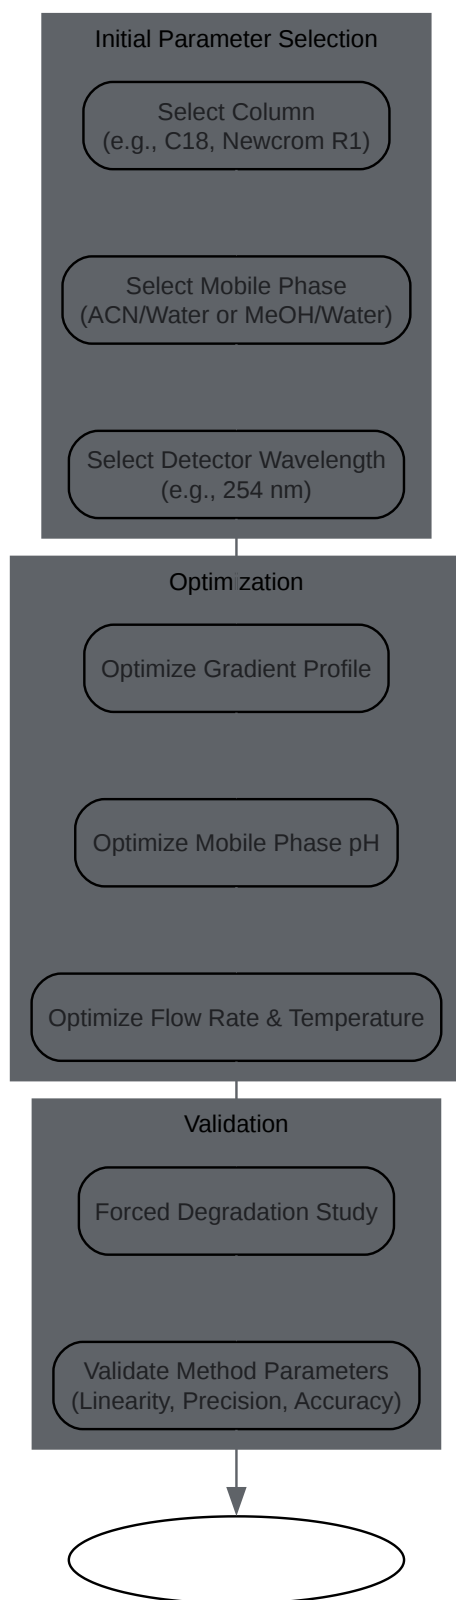 Initial Parameter Selection
Select Column
(e.g., C18, Newcrom R1)
Select Mobile Phase
(ACN/Water or MeOH/Water)
Select Detector Wavelength
(e.g., 254 nm)
Optimization
Optimize Gradient Profile
Optimize Mobile Phase pH
Optimize Flow Rate & Temperature
Validation
Forced Degradation Study
Validate Method Parameters
(Linearity, Precision, Accuracy)